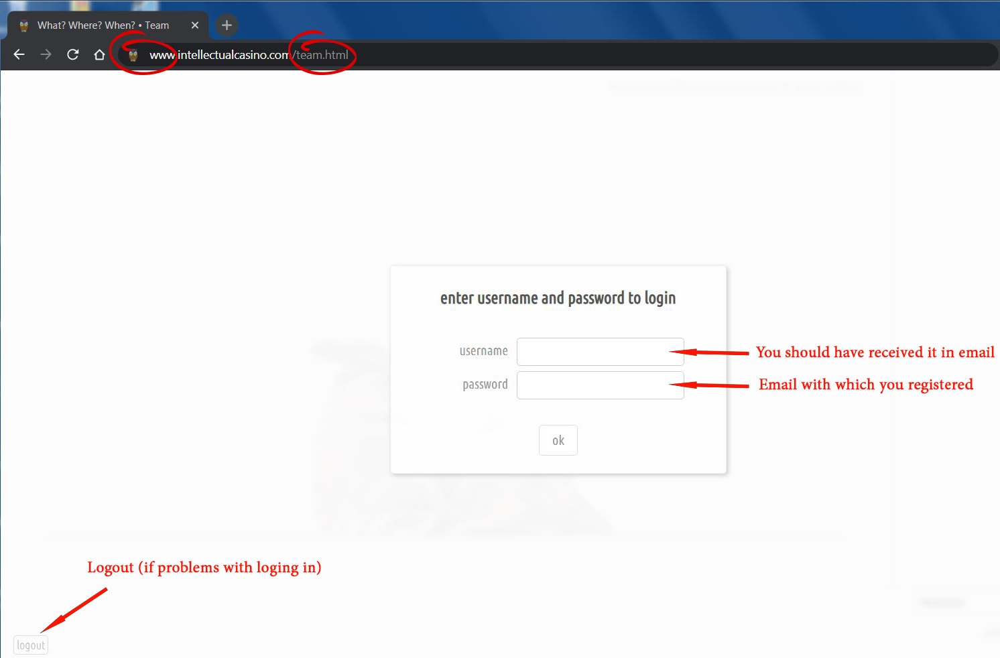 What? Where? When? • Team
www.intellectualcasino.com/team.html
enter username and password to login
username
You should have received it in email
password
Email with which you registered
ok
Logout (if problems with loging in)
logout